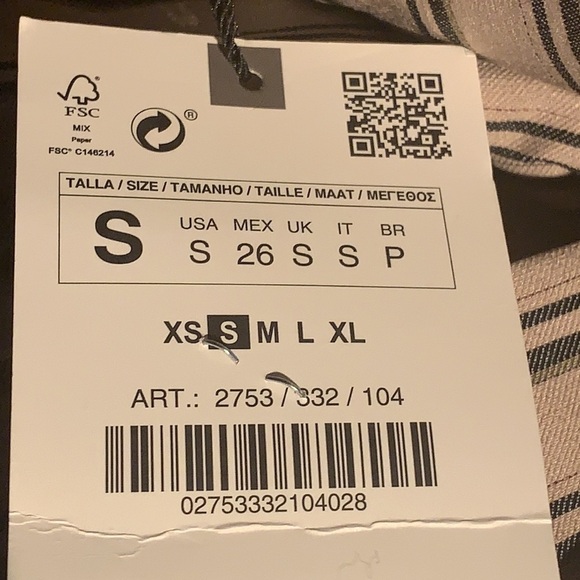 FSC
MIX
Paper
FSC® C146214
®
TALLA / SIZE / TAMANHO / TAILLE / MAAT / ΜΕΓΕΘΟΣ
S
USA MEX UK IT BR
S 26 S S P
XS S M L XL
ART.: 2753 / 332 / 104
02753332104028